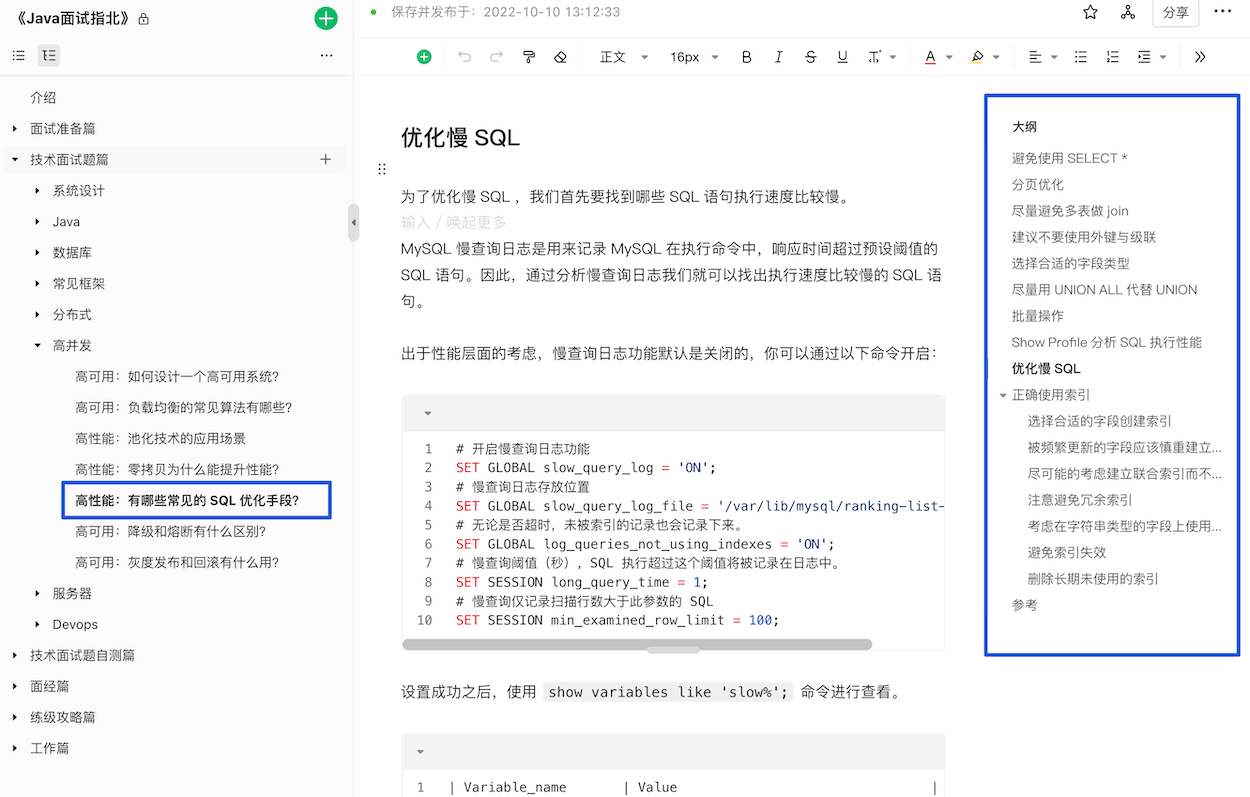 《Java面试指北》
介绍
面试准备篇
技术面试题篇
系统设计
Java
数据库
常见框架
分布式
高并发
高可用：如何设计一个高可用系统?
高可用：负载均衡的常见算法有哪些?
高性能：池化技术的应用场景
高性能：零拷贝为什么能提升性能?
高性能：有哪些常见的 SQL 优化手段?
高可用：降级和熔断有什么区别?
高可用：灰度发布和回滚有什么用?
服务器
Devops
技术面试题自测篇
面经篇
练级攻略篇
工作篇
保存并发布于：2022-10-10 13:12:33
分享
正文
16px
B
I
S
U
T
A
优化慢 SQL
为了优化慢 SQL ，我们首先要找到哪些 SQL 语句执行速度比较慢。
输入 / 唤起更多
MySQL 慢查询日志是用来记录 MySQL 在执行命令中，响应时间超过预设阈值的
SQL 语句。因此，通过分析慢查询日志我们就可以找出执行速度比较慢的 SQL 语
句。
出于性能层面的考虑，慢查询日志功能默认是关闭的，你可以通过以下命令开启：
1 # 开启慢查询日志功能
2 SET GLOBAL slow_query_log = 'ON';
3 # 慢查询日志存放位置
4 SET GLOBAL slow_query_log_file = '/var/lib/mysql/ranking-list-
5 # 无论是否超时，未被索引的记录也会记录下来。
6 SET GLOBAL log_queries_not_using_indexes = 'ON';
7 # 慢查询阈值（秒），SQL 执行超过这个阈值将被记录在日志中。
8 SET SESSION long_query_time = 1;
9 # 慢查询仅记录扫描行数大于此参数的 SQL
10 SET SESSION min_examined_row_limit = 100;
设置成功之后，使用 show variables like 'slow%'; 命令进行查看。
1 | Variable_name | Value |
大纲
避免使用 SELECT *
分页优化
尽量避免多表做 join
建议不要使用外键与级联
选择合适的字段类型
尽量用 UNION ALL 代替 UNION
批量操作
Show Profile 分析 SQL 执行性能
优化慢 SQL
正确使用索引
选择合适的字段创建索引
被频繁更新的字段应该慎重建立...
尽可能的考虑建立联合索引而不...
注意避免冗余索引
考虑在字符串类型的字段上使用...
避免索引失效
删除长期未使用的索引
参考